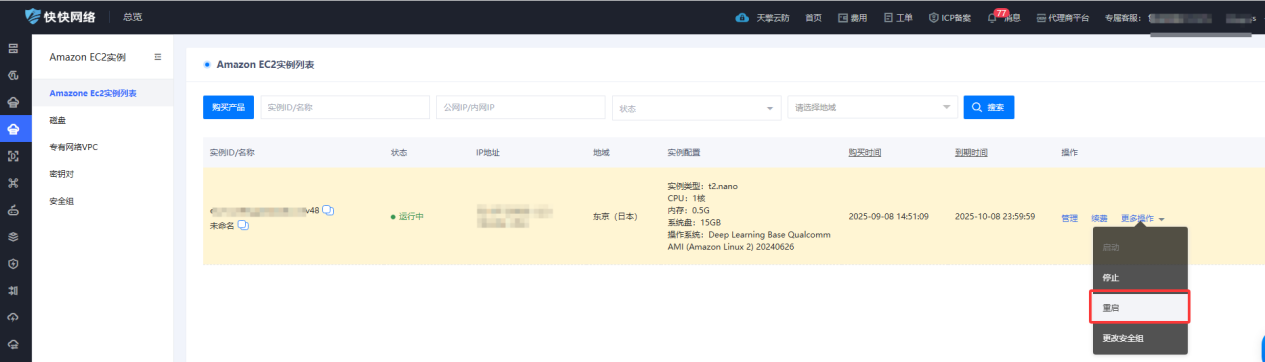 快快网络
总览
天擎云防
首页
费用
工单
ICP备案
77
消息
代理商平台
专属客服：
Amazon EC2实例
Amazone Ec2实例列表
磁盘
专有网络VPC
密钥对
安全组
Amazon EC2实例列表
购买产品
实例ID/名称
公网IP/内网IP
状态
请选择地域
搜索
实例ID/名称
状态
IP地址
地域
实例配置
购买时间
到期时间
操作
v48
未命名
运行中
东京（日本）
实例类型：t2.nano
CPU：1核
内存：0.5G
系统盘：15GB
操作系统：Deep Learning Base Qualcomm
AMI (Amazon Linux 2) 20240626
2025-09-08 14:51:09
2025-10-08 23:59:59
管理
续费
更多操作
启动
停止
重启
更改安全组